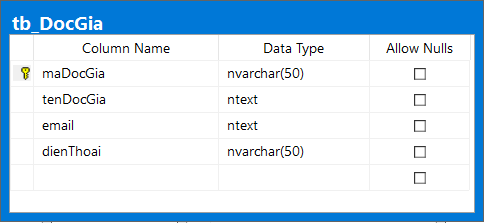 tb_DocGia
Column Name Data Type Allow Nulls
maDocGia nvarchar(50)
tenDocGia ntext
email ntext
dienThoai nvarchar(50)